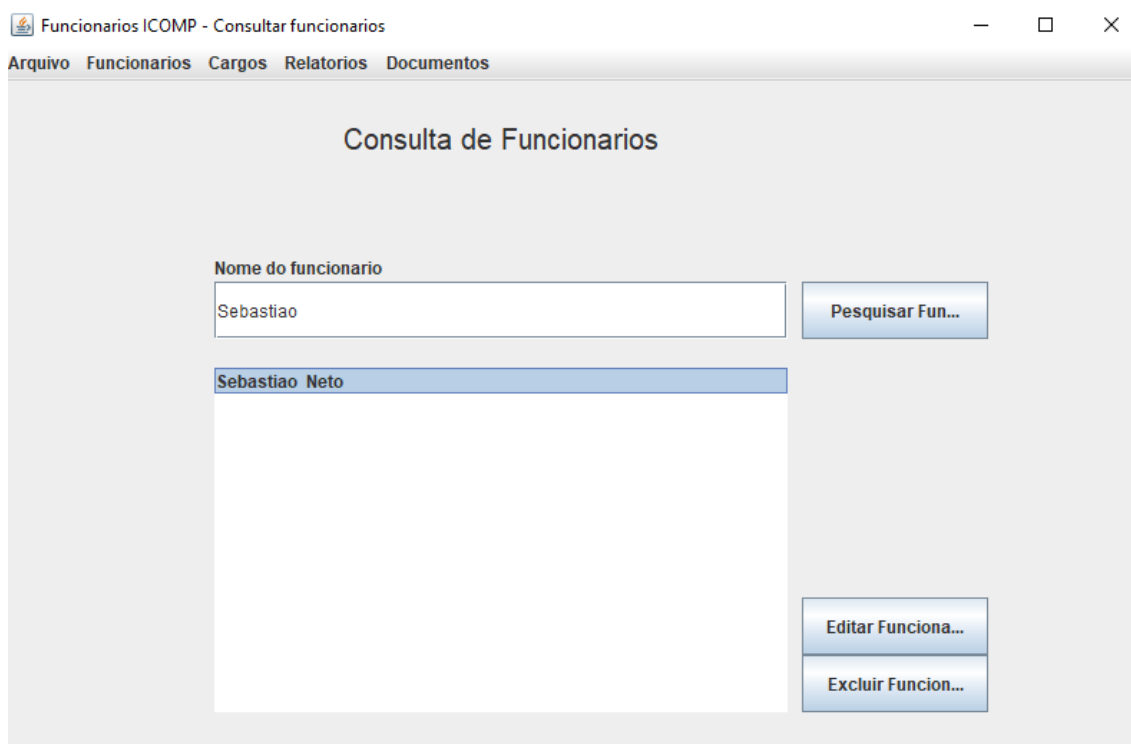 Funcionarios ICOMP - Consultar funcionarios
Arquivo Funcionarios Cargos Relatorios Documentos
Consulta de Funcionarios
Nome do funcionario
Sebastiao
Pesquisar Fun...
Sebastiao Neto
Editar Funciona...
Excluir Funcion...